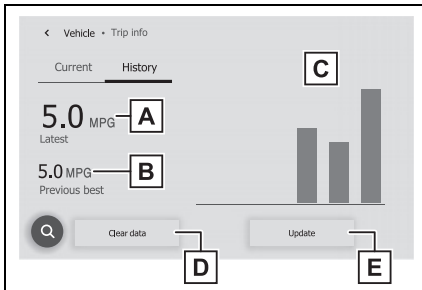 Vehicle • Trip info
Current History
C
5.0 MPG A
Latest
5.0 MPG B
Previous best
Clear data Update
D E